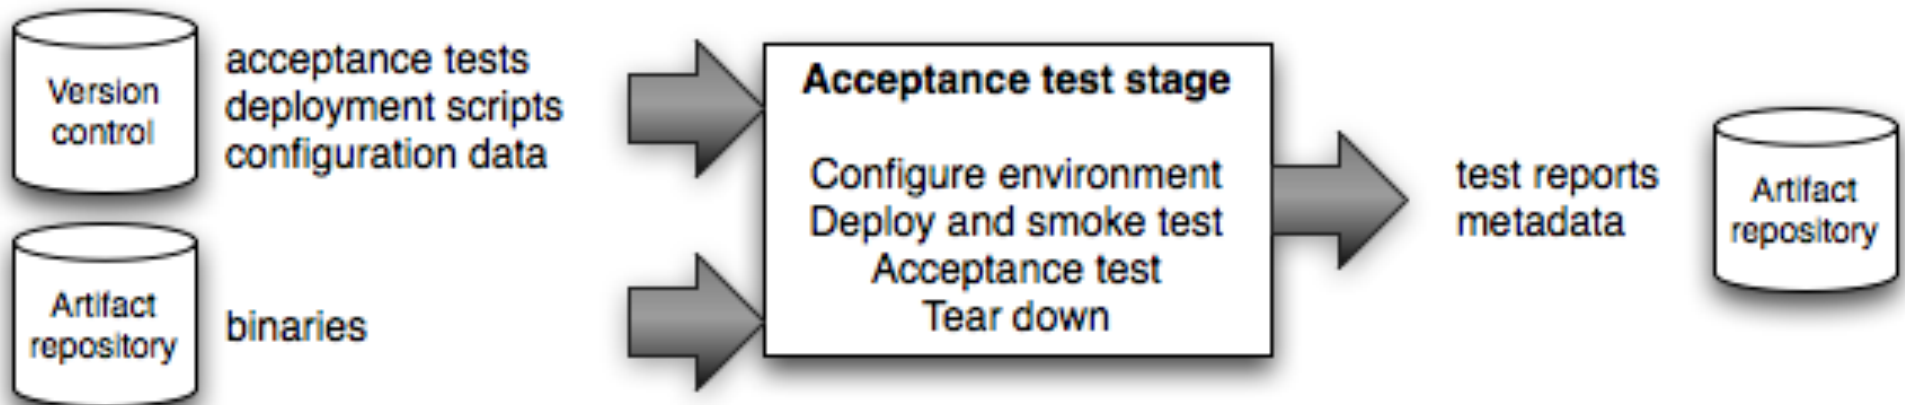 Version
control
acceptance tests
deployment scripts
configuration data
Artifact
repository
binaries
Acceptance test stage
Configure environment
Deploy and smoke test
Acceptance test
Tear down
test reports
metadata
Artifact
repository